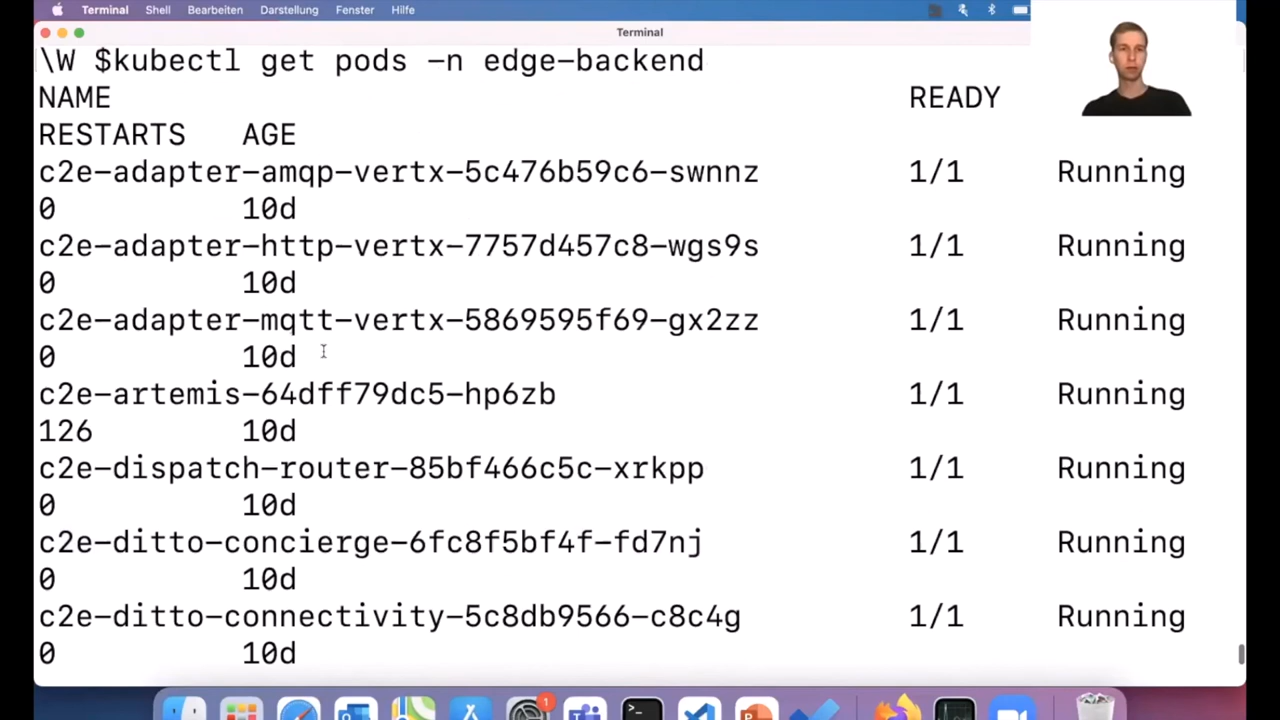 Terminal Shell Bearbeiten Darstellung Fenster Hilfe
Terminal
\W $kubectl get pods -n edge-backend
NAME READY
RESTARTS AGE
c2e-adapter-amqp-vertx-5c476b59c6-swnnz 1/1 Running
0 10d
c2e-adapter-http-vertx-7757d457c8-wgs9s 1/1 Running
0 10d
c2e-adapter-mqtt-vertx-5869595f69-gx2zz 1/1 Running
0 10d
c2e-artemis-64dff79dc5-hp6zb 1/1 Running
126 10d
c2e-dispatch-router-85bf466c5c-xrkpp 1/1 Running
0 10d
c2e-ditto-concierge-6fc8f5bf4f-fd7nj 1/1 Running
0 10d
c2e-ditto-connectivity-5c8db9566-c8c4g 1/1 Running
0 10d
1